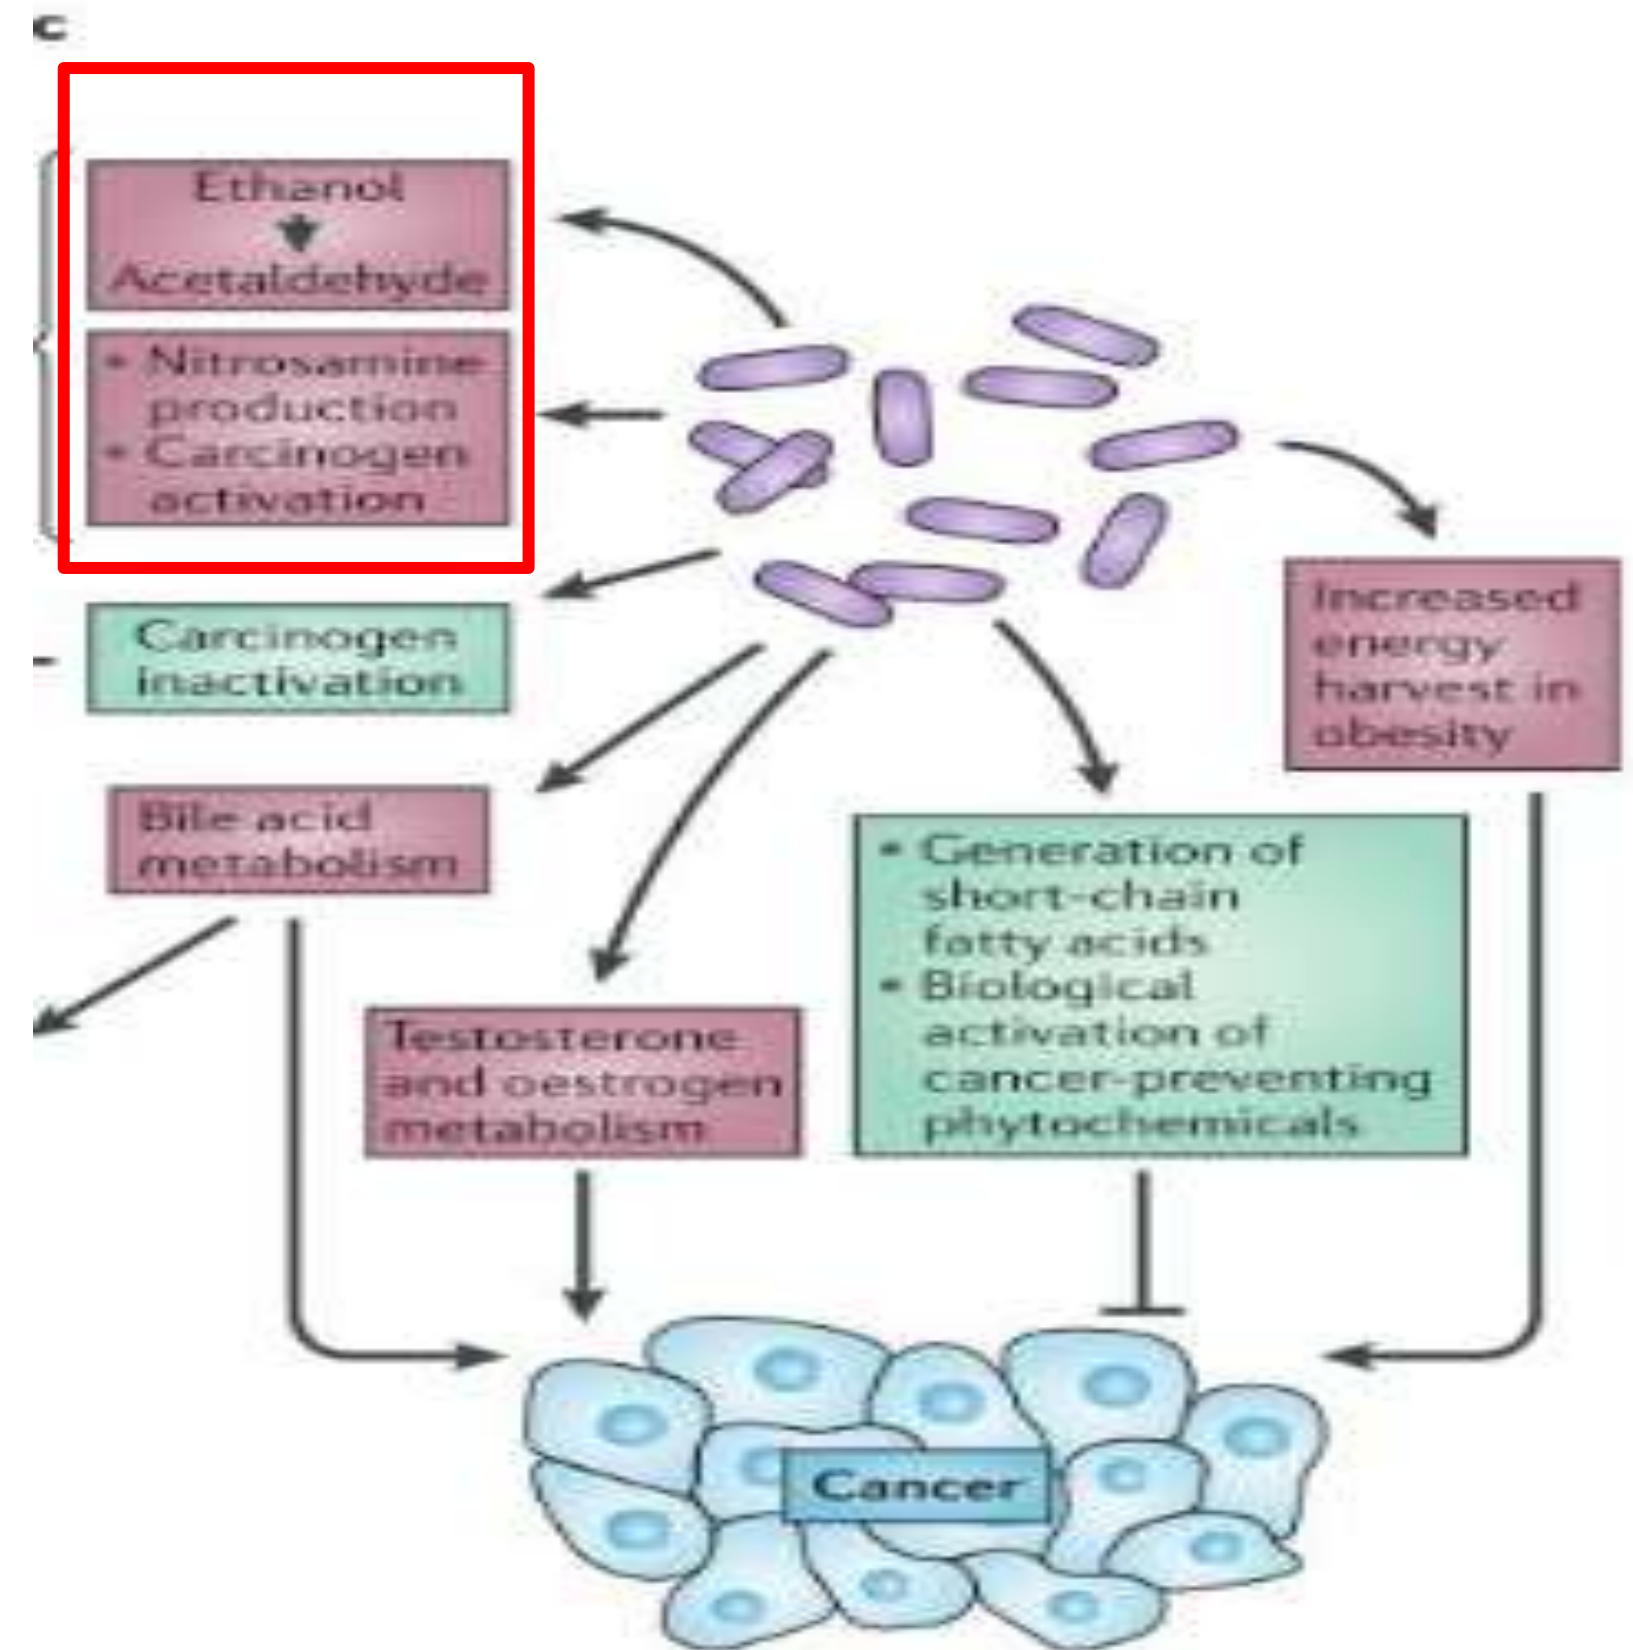 c
Ethanol
Acetaldehyde
• Nitrosamine
production
• Carcinogen
activation
Carcinogen
inactivation
Bile acid
metabolism
Testosterone
and oestrogen
metabolism
• Generation of
short-chain
fatty acids
• Biological
activation of
cancer-preventing
phytochemicals
Increased
energy
harvest in
obesity
Cancer